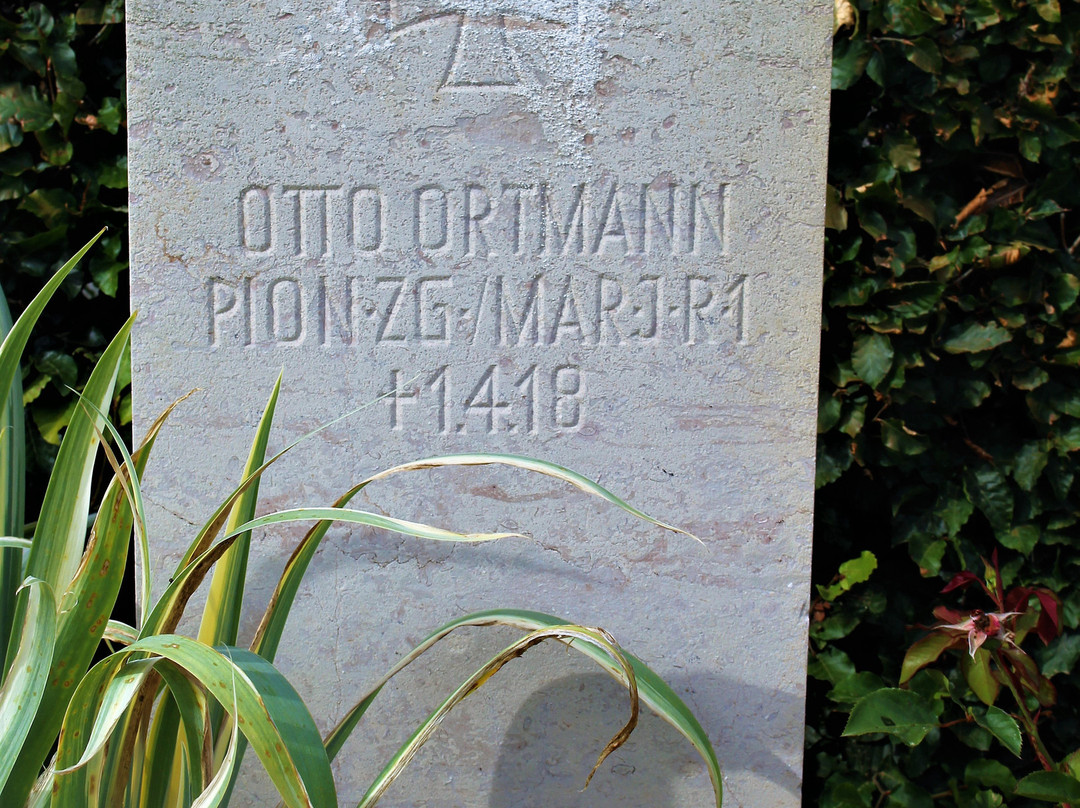 OTTO ORTMANN
PION·ZG·/MAR·J·R·1
+1.4.18